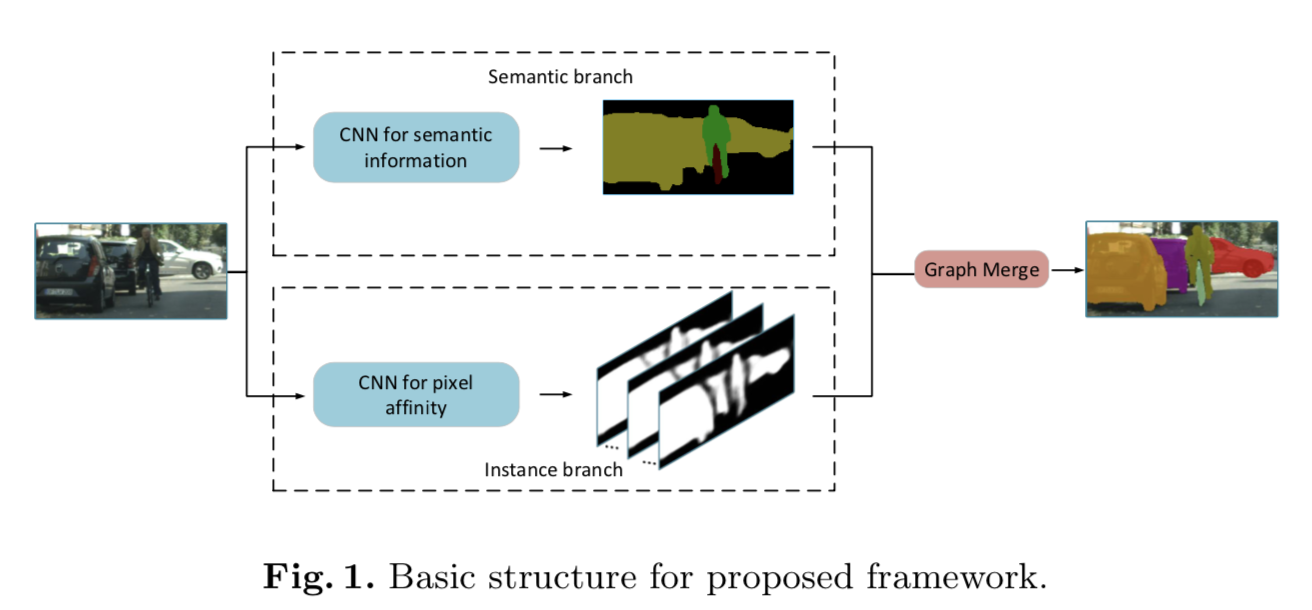 Semantic branch
CNN for semantic
information
Graph Merge
CNN for pixel
affinity
...
...
Instance branch
Fig. 1. Basic structure for proposed framework.